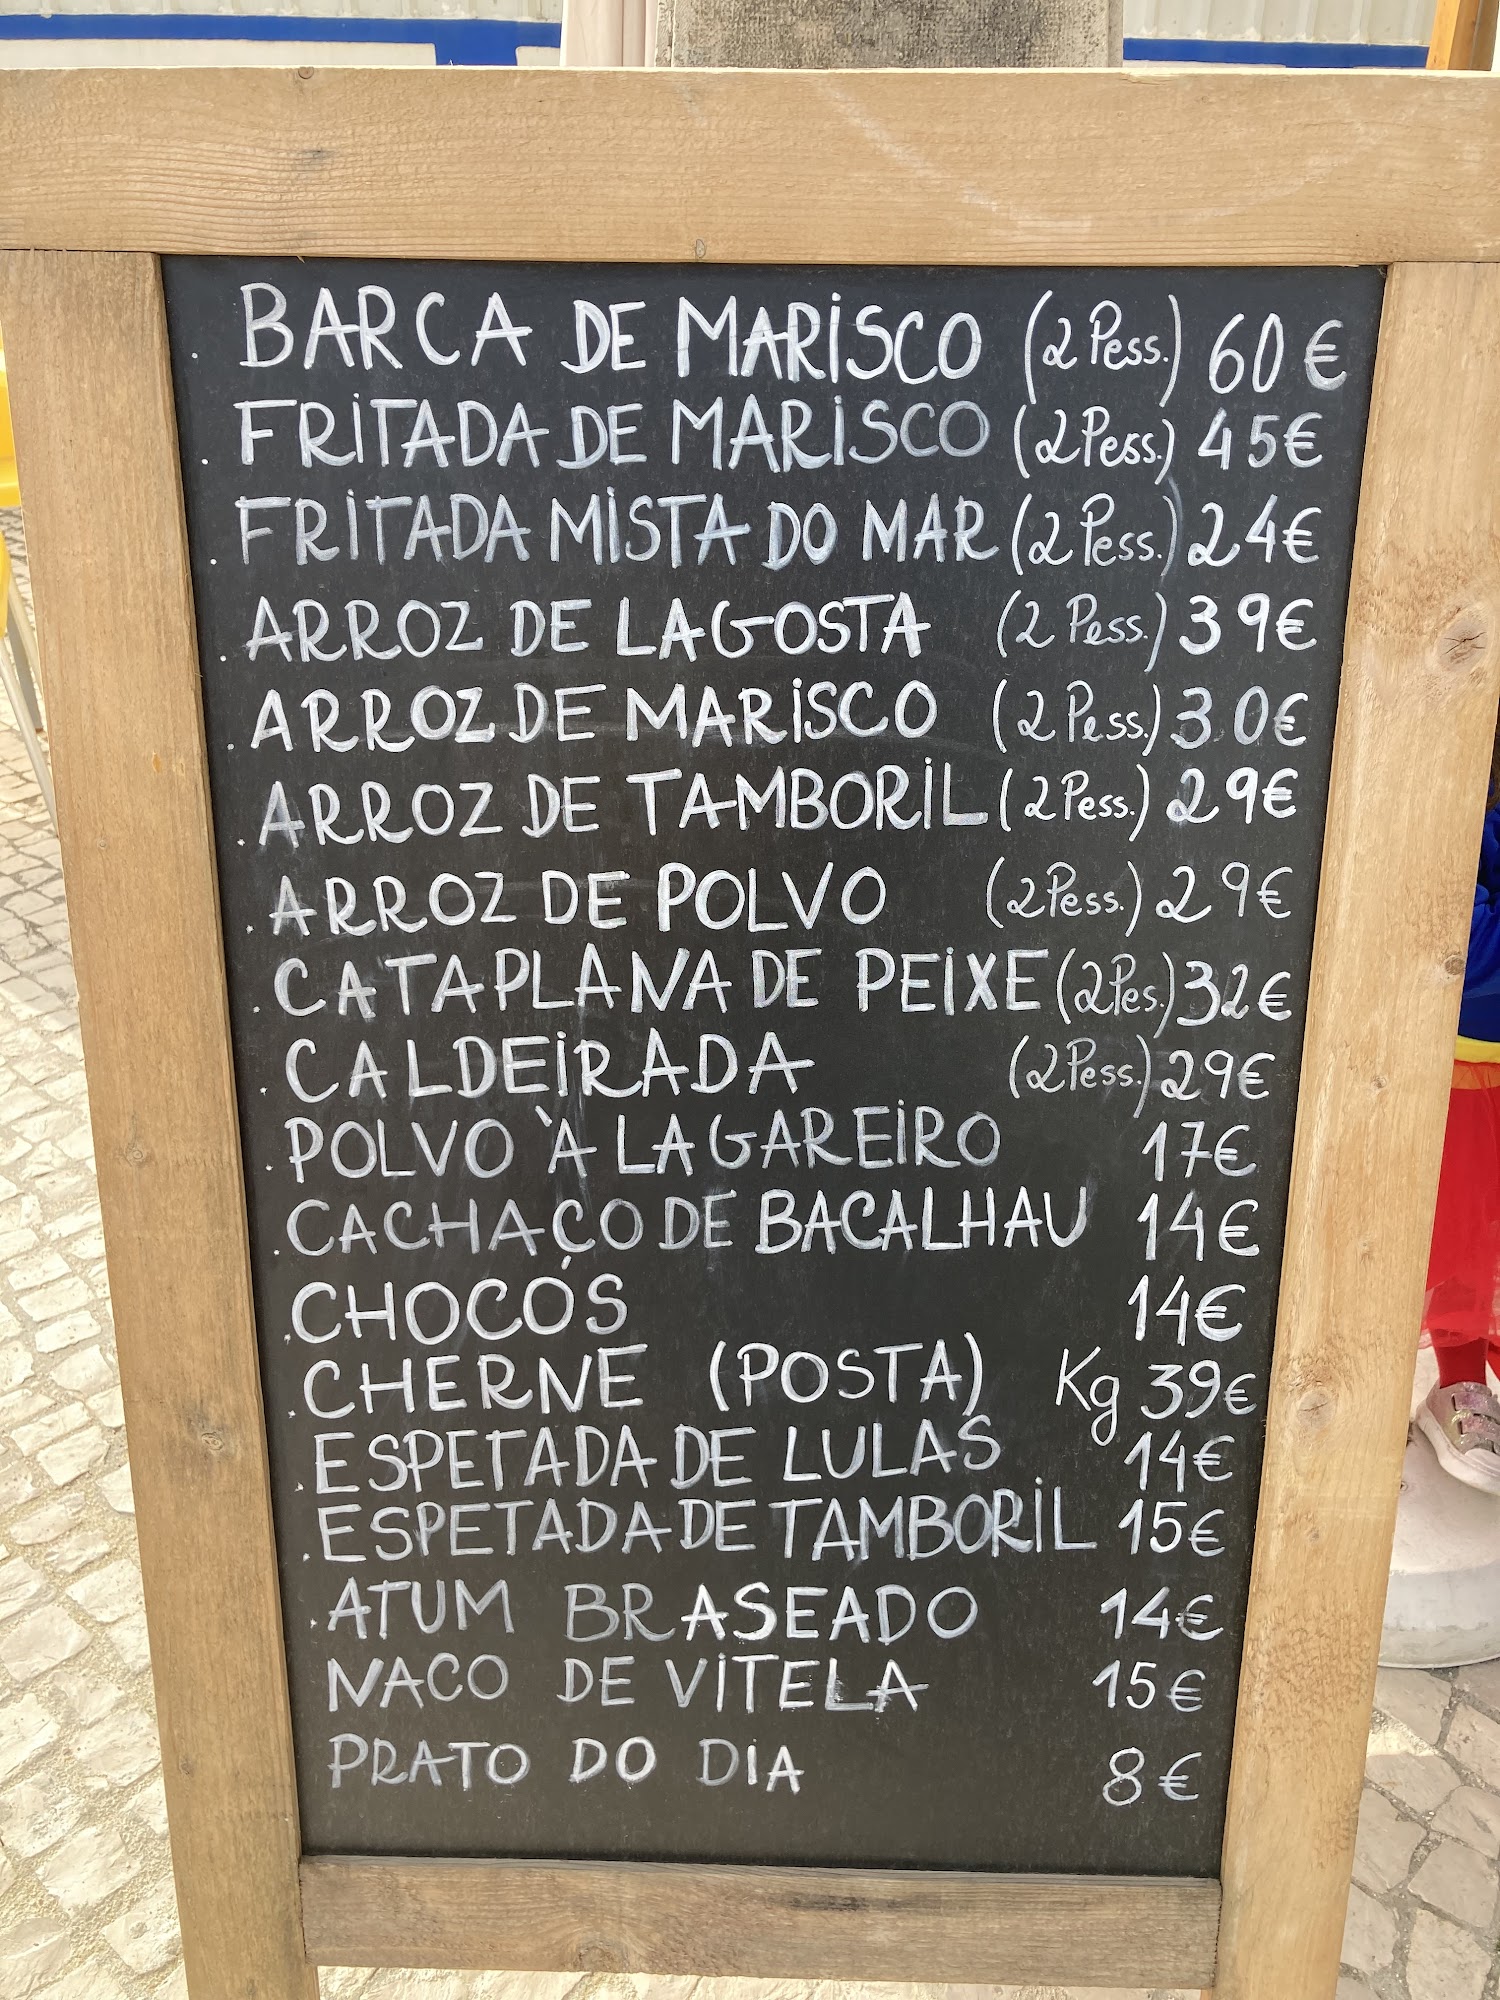 . BARCA DE MARISCO (2 Pess.) 60 €
. FRITADA DE MARISCO (2 Pess.) 45€
. FRITADA MISTA DO MAR (2 Pess.) 24€
. ARROZ DE LAGOSTA (2 Pess.) 39€
. ARROZ DE MARISCO (2 Pess.) 30€
. ARROZ DE TAMBORIL (2 Pess.) 29€
. ARROZ DE POLVO (2 Pess.) 29€
. CATAPLANA DE PEIXE (2 Pes.) 32€
. CALDEIRADA (2 Pess.) 29€
. POLVO À LAGAREIRO 17€
. CACHAÇO DE BACALHAU 14€
. CHOCOS 14€
. CHERNE (POSTA) Kg 39€
. ESPETADA DE LULAS 14€
. ESPETADA DE TAMBORIL 15€
. ATUM BRASEADO 14€
NACO DE VITELA 15€
PRATO DO DIA 8€